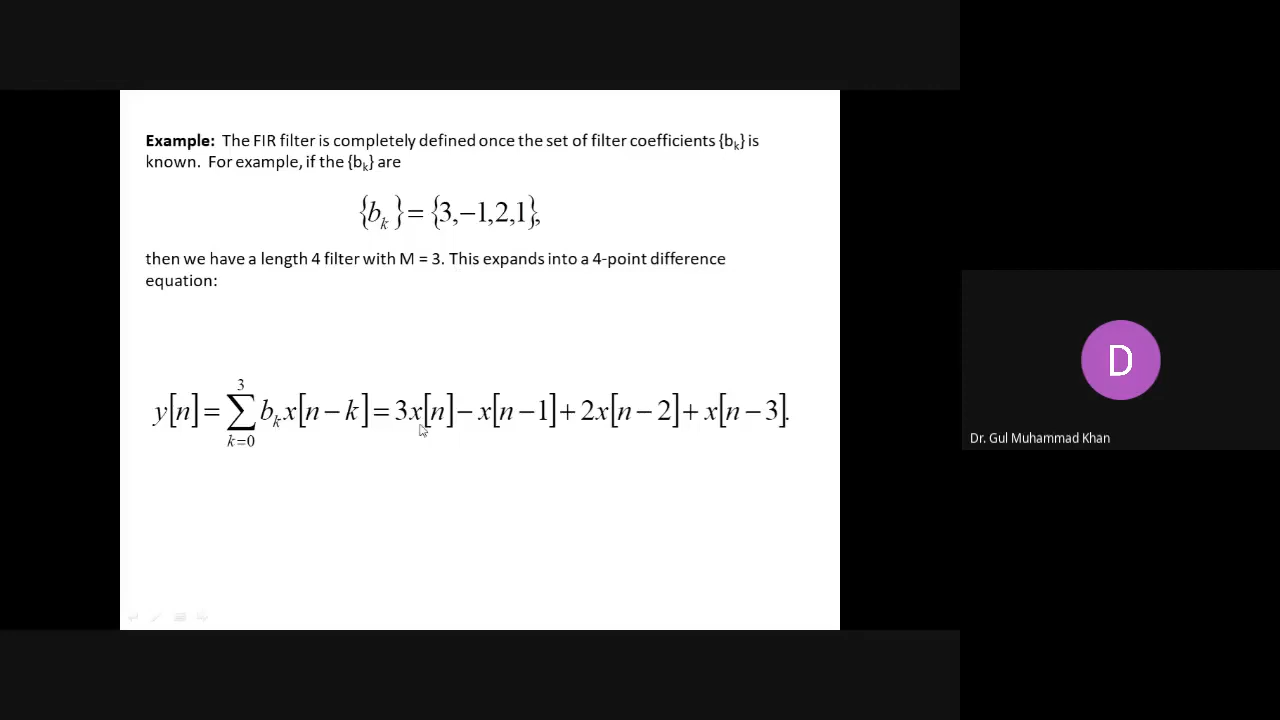 Example: The FIR filter is completely defined once the set of filter coefficients {bₖ} is
known. For example, if the {bₖ} are
{bₖ} = {3,−1,2,1},
then we have a length 4 filter with M = 3. This expands into a 4-point difference
equation:
y[n] = ∑_{k=0}^{3} bₖx[n−k] = 3x[n] − x[n−1] + 2x[n−2] + x[n−3].
D
Dr. Gul Muhammad Khan